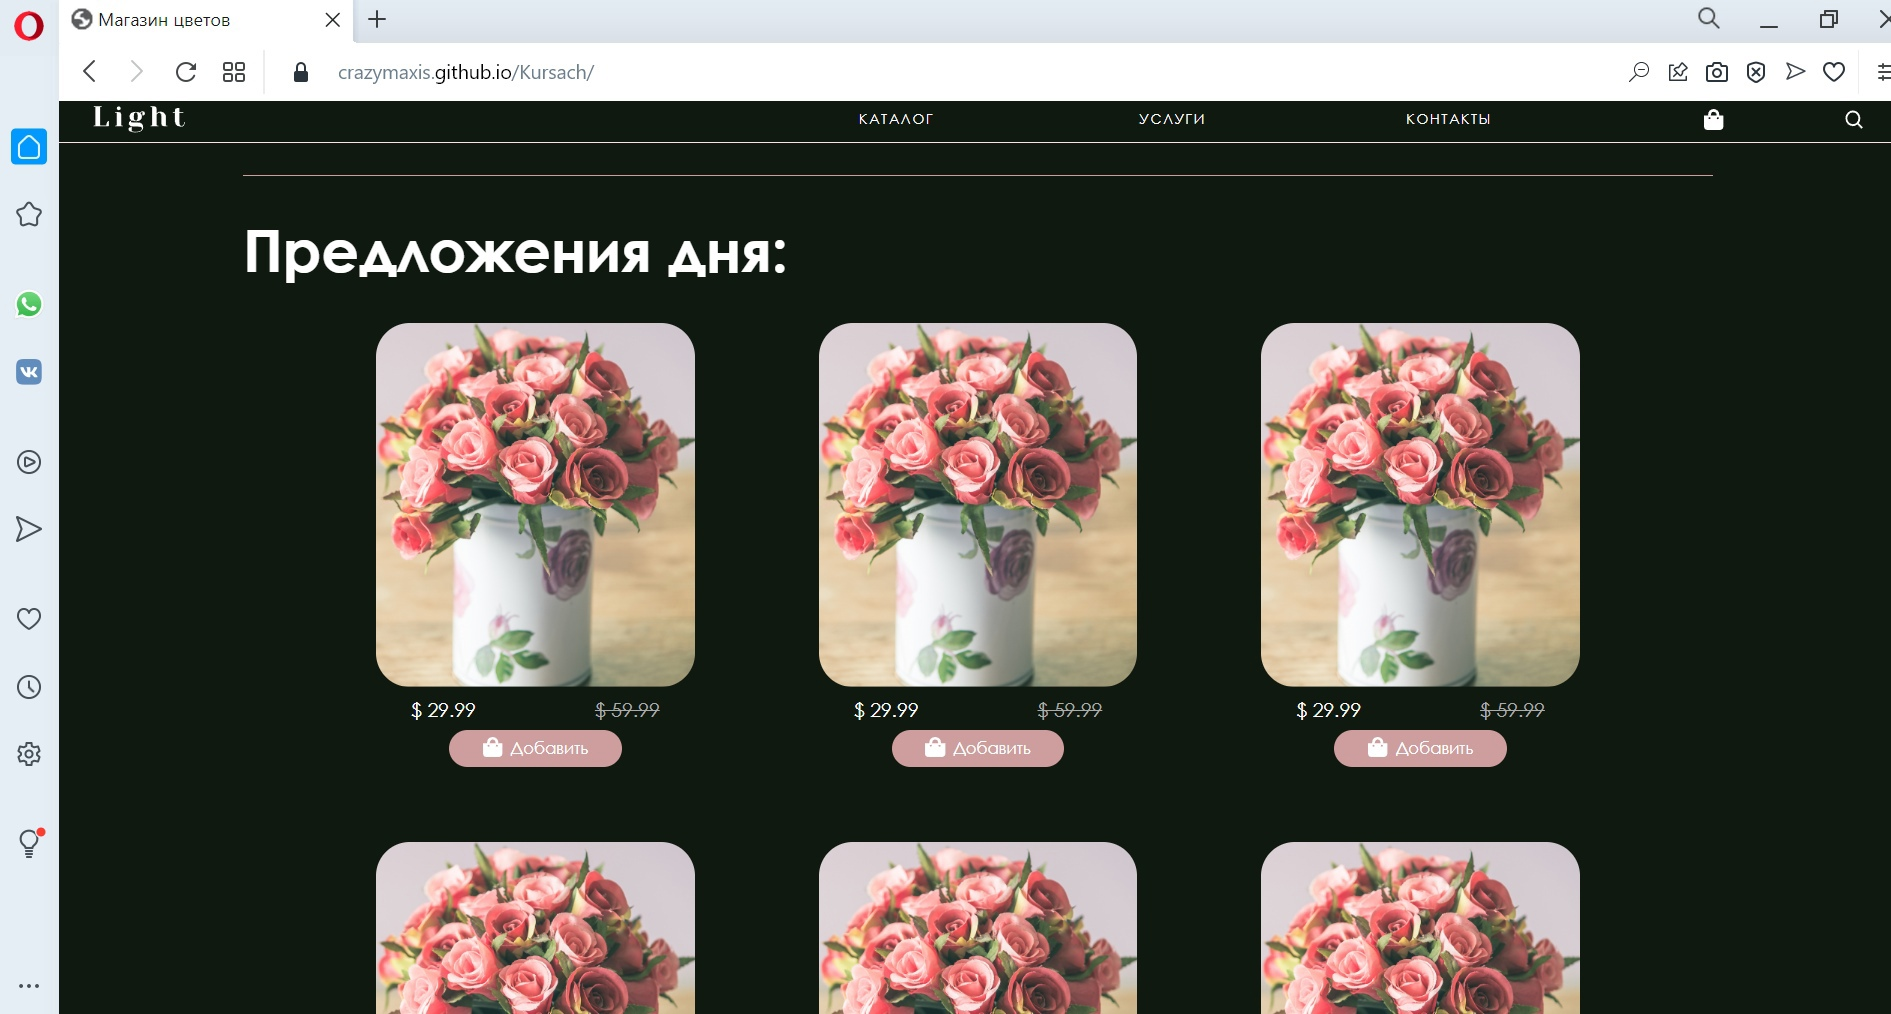 Магазин цветов
crazymaxis.github.io/Kursach/
Light
КАТАЛОГ
УСЛУГИ
КОНТАКТЫ
Предложения дня:
$ 29.99 $ 59.99
Добавить
$ 29.99 $ 59.99
Добавить
$ 29.99 $ 59.99
Добавить